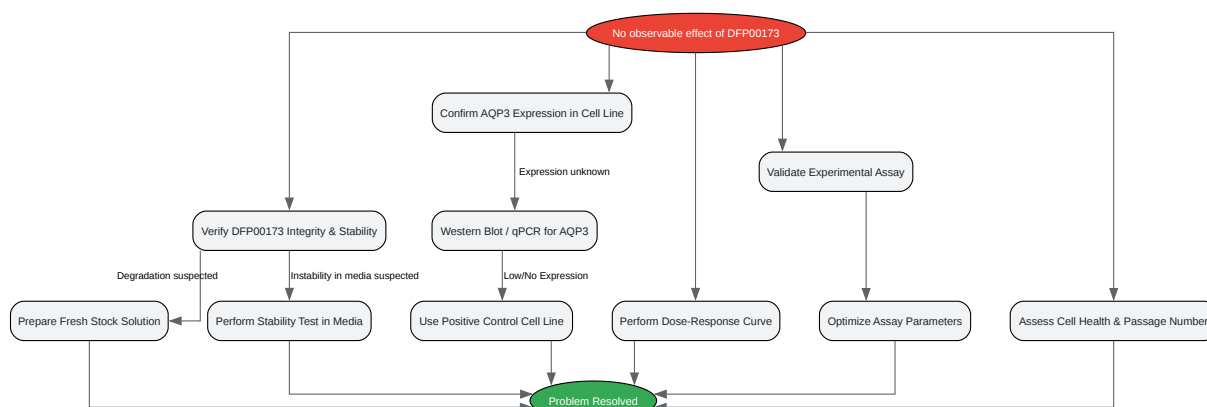 No observable effect of DFP00173
Confirm AQP3 Expression in Cell Line
Expression unknown
Validate Experimental Assay
Verify DFP00173 Integrity & Stability
Western Blot / qPCR for AQP3
Degradation suspected
Instability in media suspected
Low/No Expression
Prepare Fresh Stock Solution
Perform Stability Test in Media
Use Positive Control Cell Line
Perform Dose-Response Curve
Optimize Assay Parameters
Assess Cell Health & Passage Number
Problem Resolved